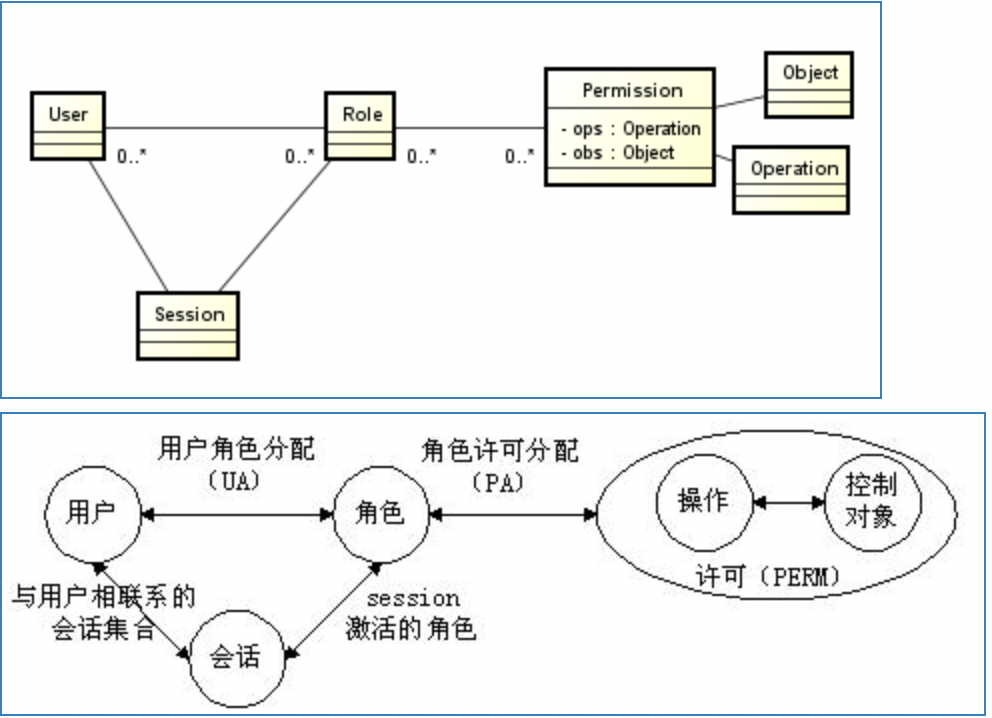 User
Role
Permission
- ops : Operation
- obs : Object
Object
Operation
0..*
0..*
0..*
0..*
Session
用户角色分配
（UA）
角色许可分配
（PA）
用户
角色
操作
控制
对象
许可（PERM）
与用户相联系的
会话集合
session
激活的角色
会话